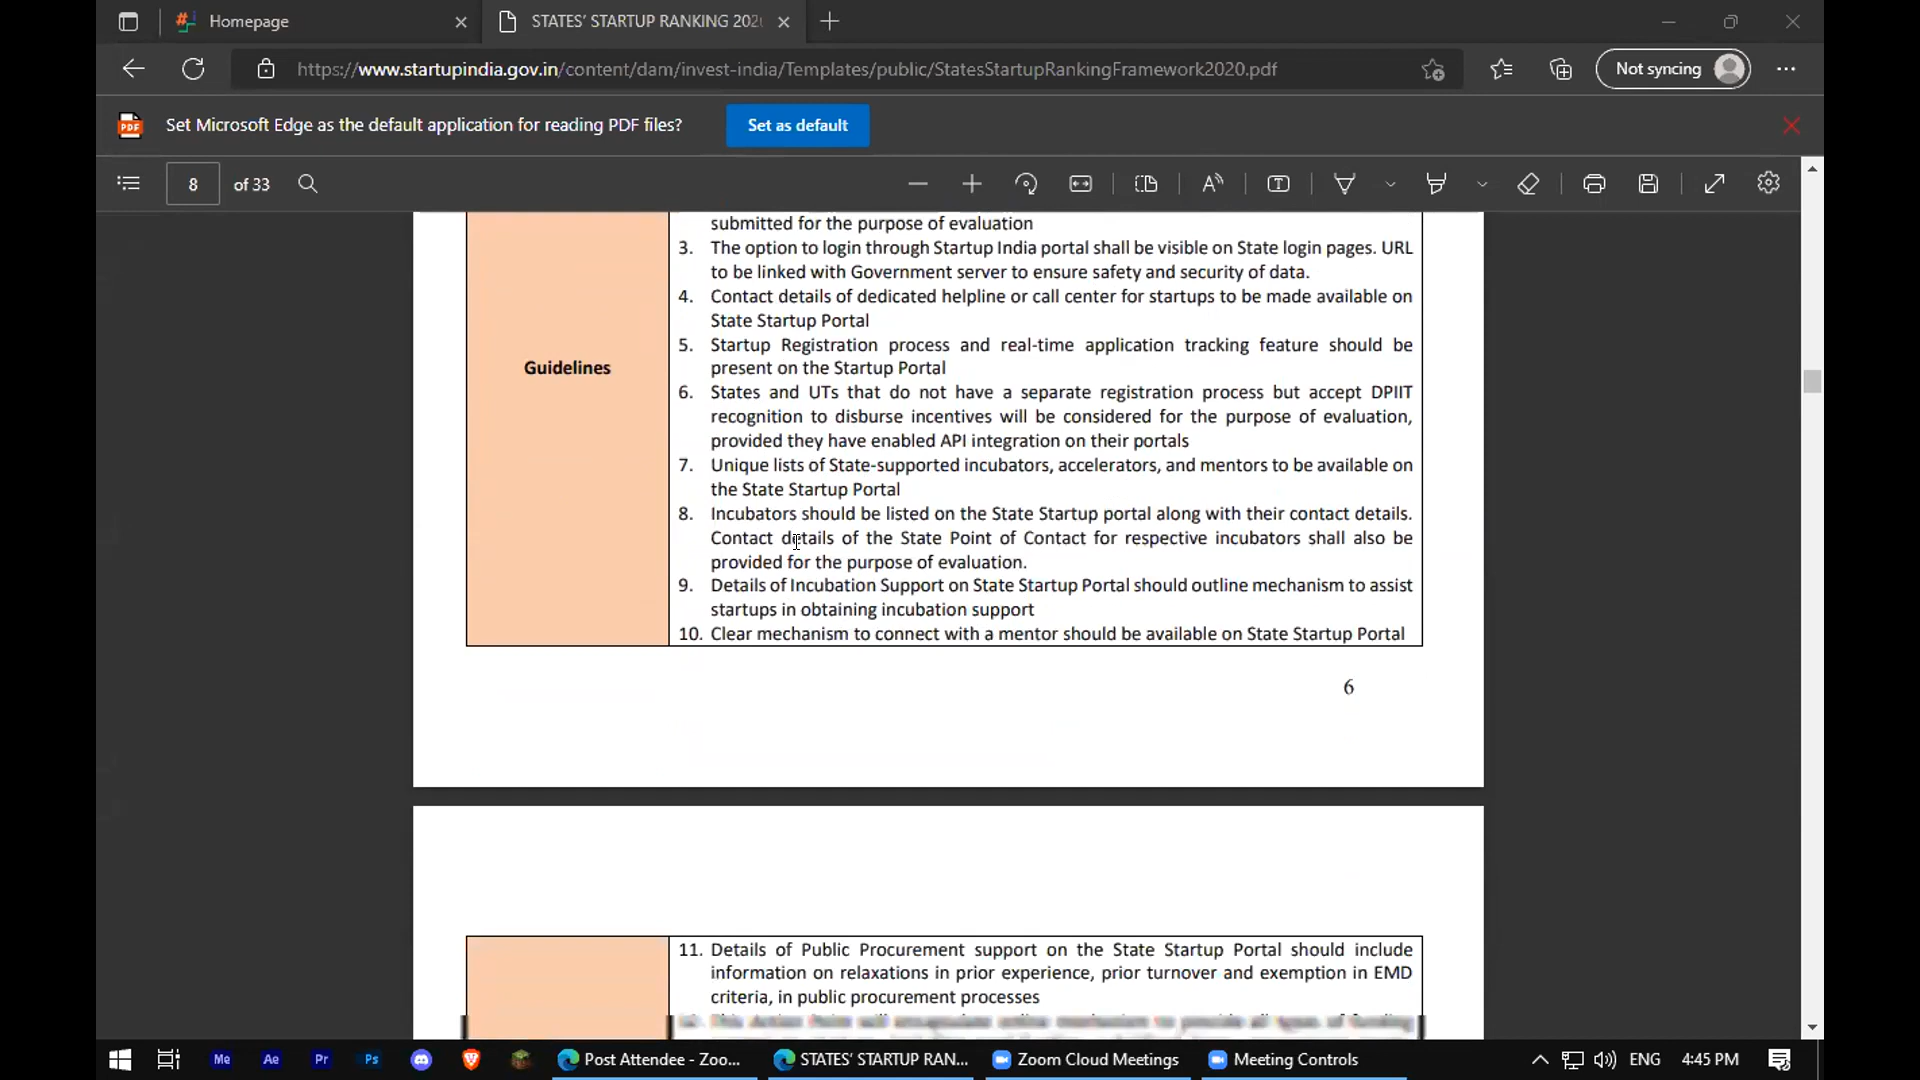 Homepage
STATES' STARTUP RANKING 202
https://www.startupindia.gov.in/content/dam/invest-india/Templates/public/StatesStartupRankingFramework2020.pdf
Not syncing
PDF
Set Microsoft Edge as the default application for reading PDF files?
Set as default
8 of 33
submitted for the purpose of evaluation
3. The option to login through Startup India portal shall be visible on State login pages. URL
to be linked with Government server to ensure safety and security of data.
4. Contact details of dedicated helpline or call center for startups to be made available on
State Startup Portal
Guidelines
5. Startup Registration process and real-time application tracking feature should be
present on the Startup Portal
6. States and UTs that do not have a separate registration process but accept DPIIT
recognition to disburse incentives will be considered for the purpose of evaluation,
provided they have enabled API integration on their portals
7. Unique lists of State-supported incubators, accelerators, and mentors to be available on
the State Startup Portal
8. Incubators should be listed on the State Startup portal along with their contact details.
Contact details of the State Point of Contact for respective incubators shall also be
provided for the purpose of evaluation.
9. Details of Incubation Support on State Startup Portal should outline mechanism to assist
startups in obtaining incubation support
10. Clear mechanism to connect with a mentor should be available on State Startup Portal
6
11. Details of Public Procurement support on the State Startup Portal should include
information on relaxations in prior experience, prior turnover and exemption in EMD
criteria, in public procurement processes
Me
Ae
Pr
Ps
Post Attendee - Zoo...
STATES' STARTUP RAN...
Zoom Cloud Meetings
Meeting Controls
ENG
4:45 PM